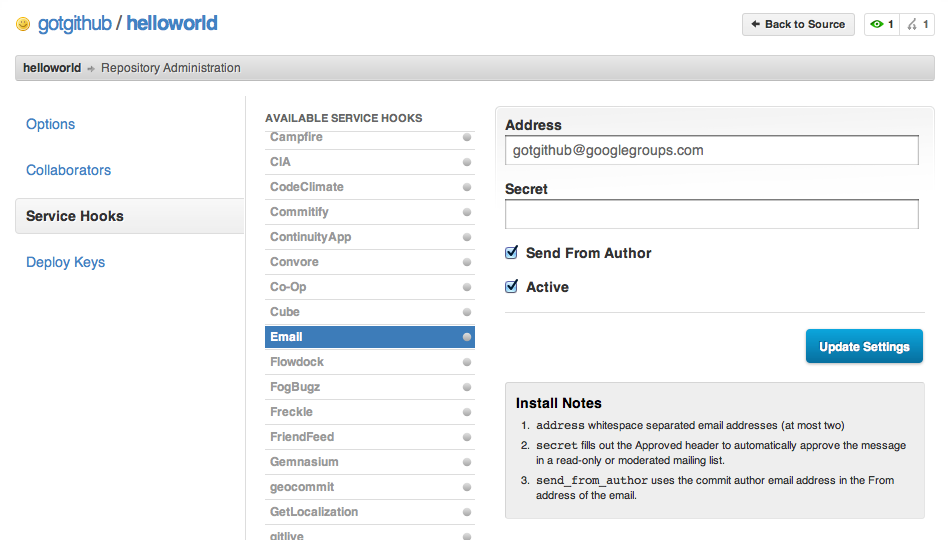 gotgithub / helloworld
Back to Source
1
1
helloworld
Repository Administration
Options
Collaborators
Service Hooks
Deploy Keys
AVAILABLE SERVICE HOOKS
Campfire
CIA
CodeClimate
Commitify
ContinuityApp
Convore
Co-Op
Cube
Email
Flowdock
FogBugz
Freckle
FriendFeed
Gemnasium
geocommit
GetLocalization
gitlive
Address
gotgithub@googlegroups.com
Secret
Send From Author
Active
Update Settings
Install Notes
1. address whitespace separated email addresses (at most two)
2. secret fills out the Approved header to automatically approve the message
in a read-only or moderated mailing list.
3. send_from_author uses the commit author email address in the From
address of the email.